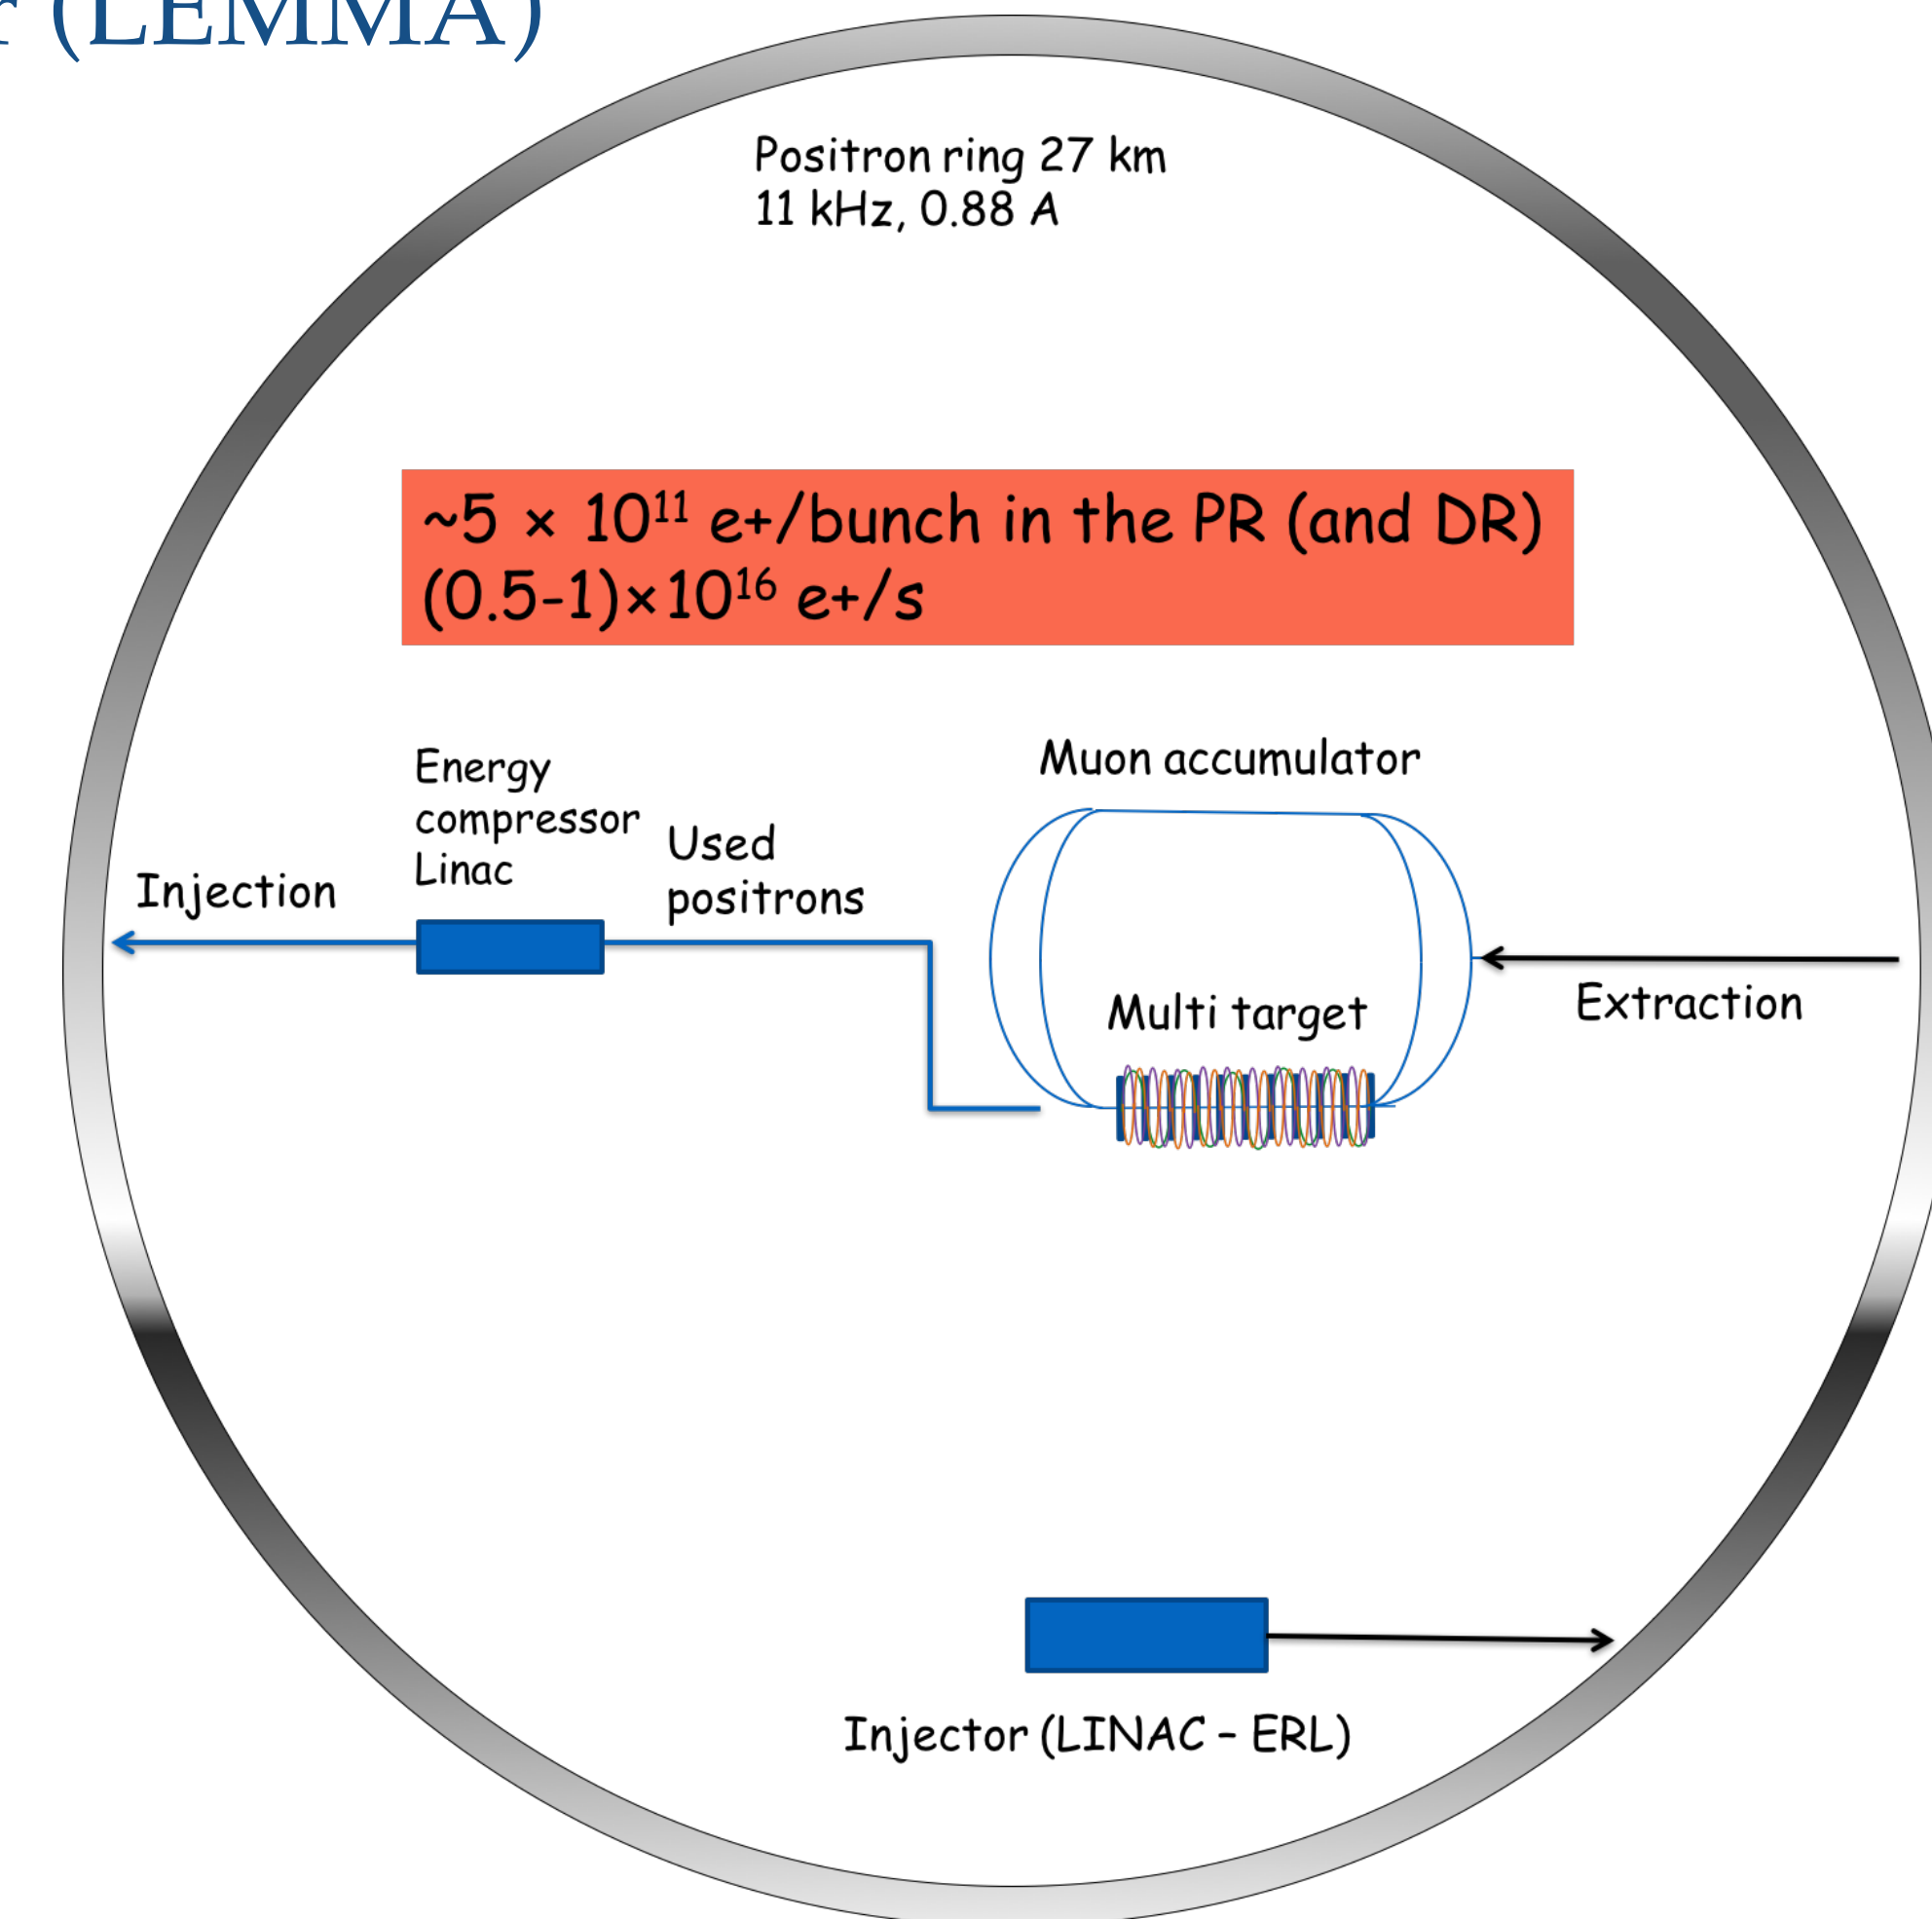 (LEMMA)
Positron ring 27 km
11 kHz, 0.88 A
~5 × 10¹¹ e+/bunch in the PR (and DR)
(0.5-1)×10¹⁶ e+/s
Energy
compressor
Linac
Used
positrons
Injection
Muon accumulator
Multi target
Extraction
Injector (LINAC - ERL)